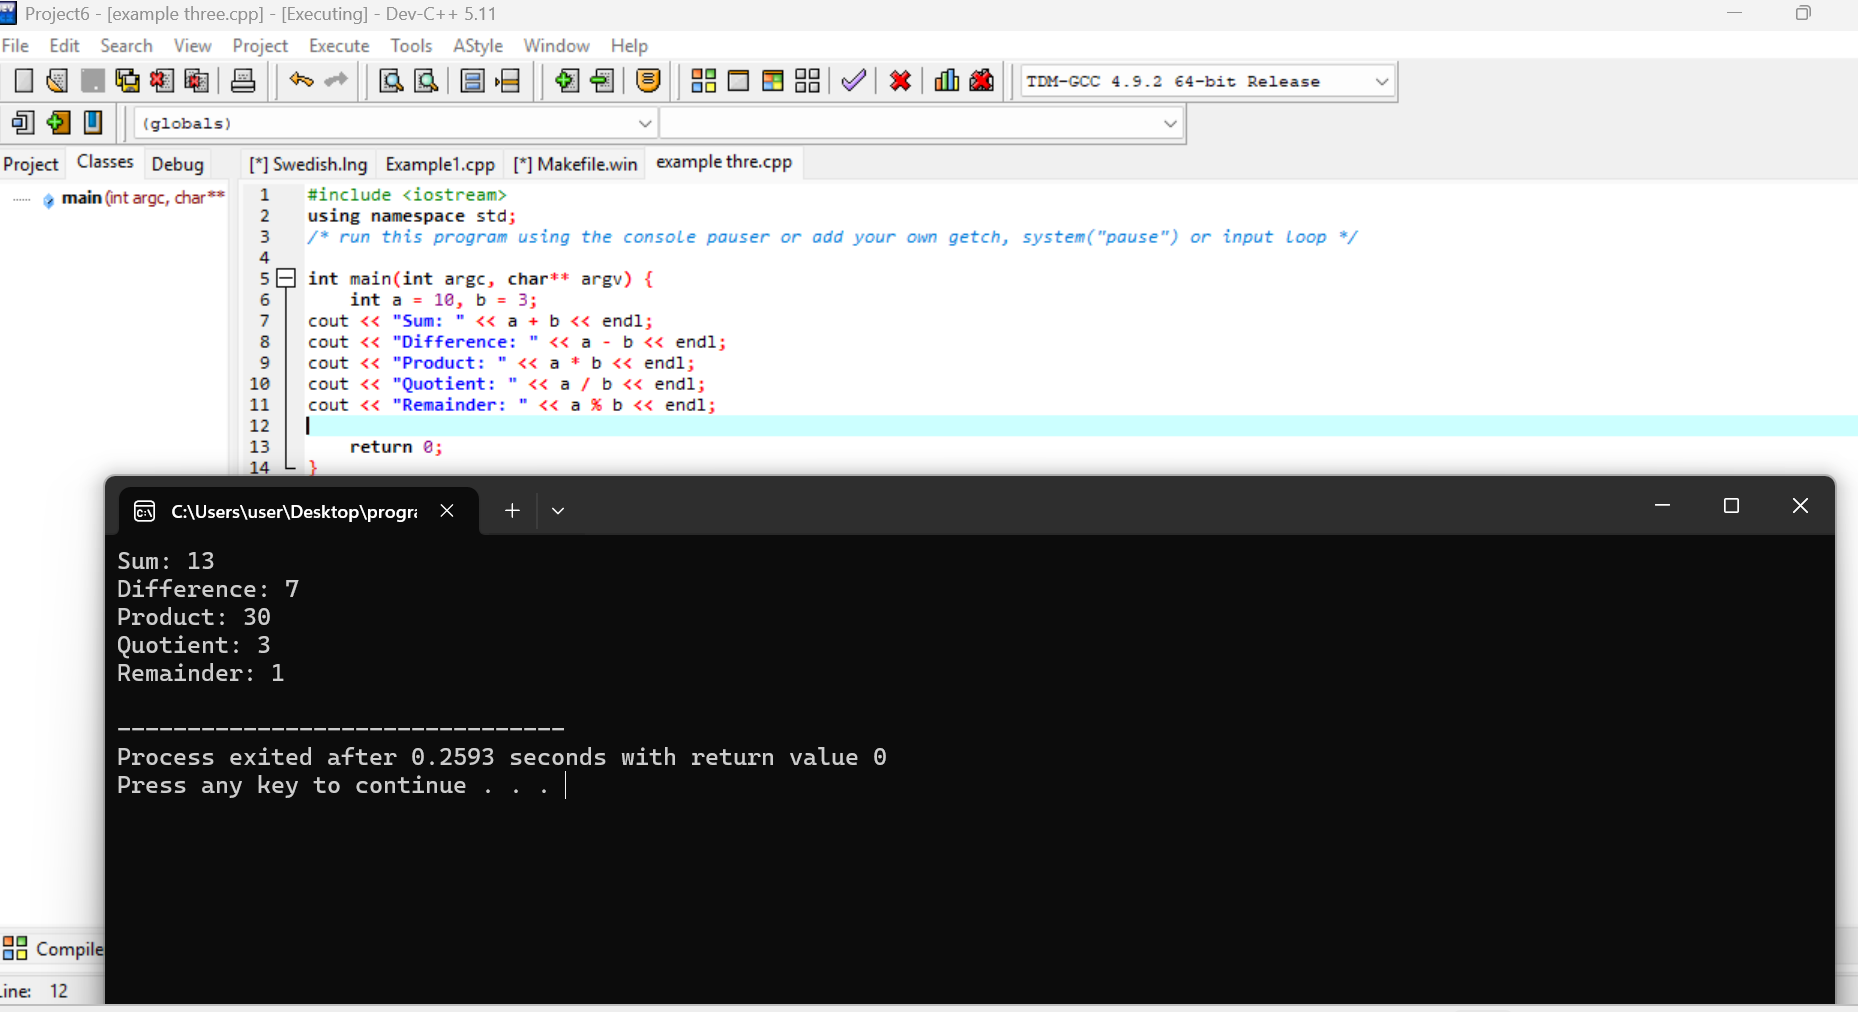 Project6 - [example three.cpp] - [Executing] - Dev-C++ 5.11
File Edit Search View Project Execute Tools AStyle Window Help
TDM-GCC 4.9.2 64-bit Release
(globals)
Project Classes Debug
[*] Swedish.lng Example1.cpp [*] Makefile.win example thre.cpp
main (int argc, char**
1 #include <iostream>
2 using namespace std;
3 /* run this program using the console pauser or add your own getch, system("pause") or input loop */
4
5 int main(int argc, char** argv) {
6 int a = 10, b = 3;
7 cout << "Sum: " << a + b << endl;
8 cout << "Difference: " << a - b << endl;
9 cout << "Product: " << a * b << endl;
10 cout << "Quotient: " << a / b << endl;
11 cout << "Remainder: " << a % b << endl;
12
13 return 0;
14 }
C:\Users\user\Desktop\progra
Sum: 13
Difference: 7
Product: 30
Quotient: 3
Remainder: 1
--------------------------------
Process exited after 0.2593 seconds with return value 0
Press any key to continue . . .
Compile
Line: 12